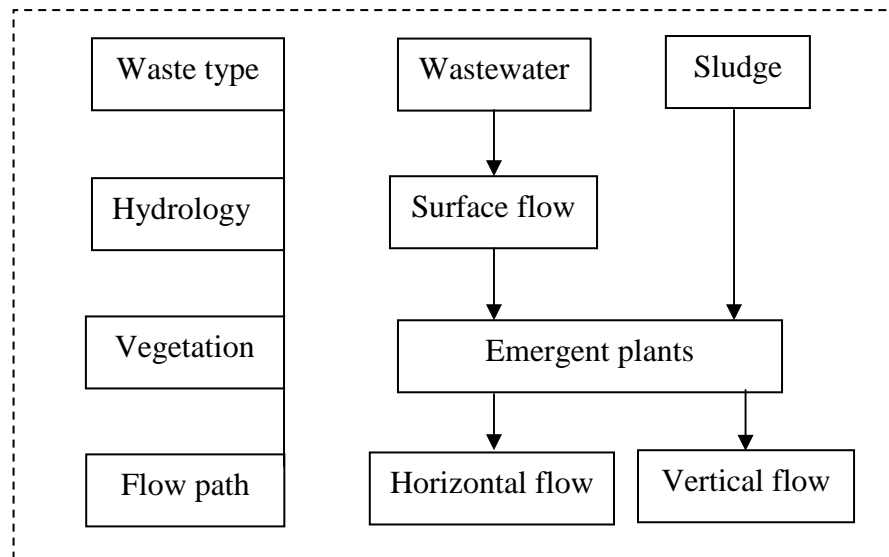 Waste type
Wastewater
Sludge
Hydrology
Surface flow
Vegetation
Emergent plants
Flow path
Horizontal flow
Vertical flow